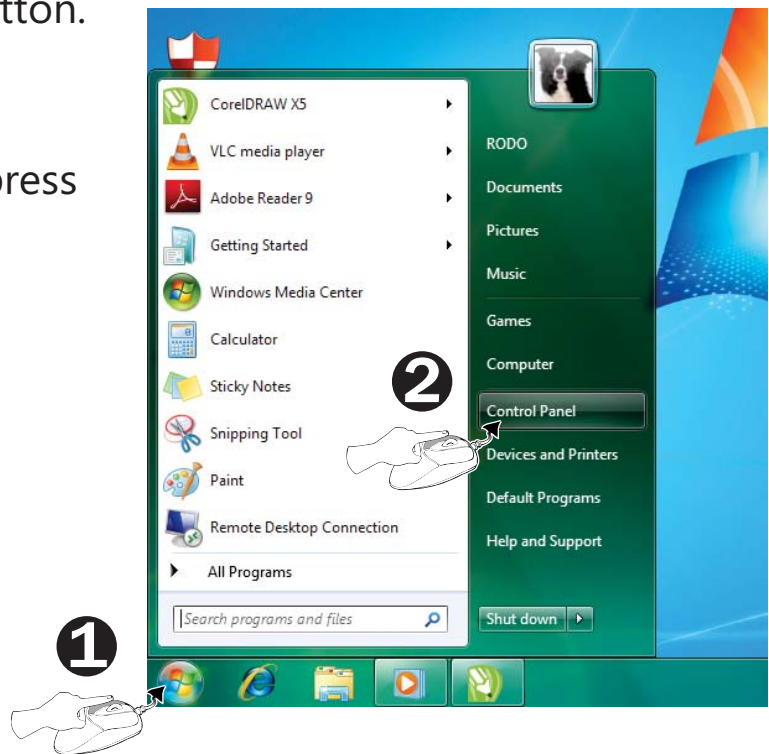 tton.
press
CorelDRAW X5
VLC media player
Adobe Reader 9
Getting Started
Windows Media Center
Calculator
Sticky Notes
Snipping Tool
Paint
Remote Desktop Connection
All Programs
Search programs and files
RODO
Documents
Pictures
Music
Games
Computer
2
Control Panel
Devices and Printers
Default Programs
Help and Support
Shut down
1